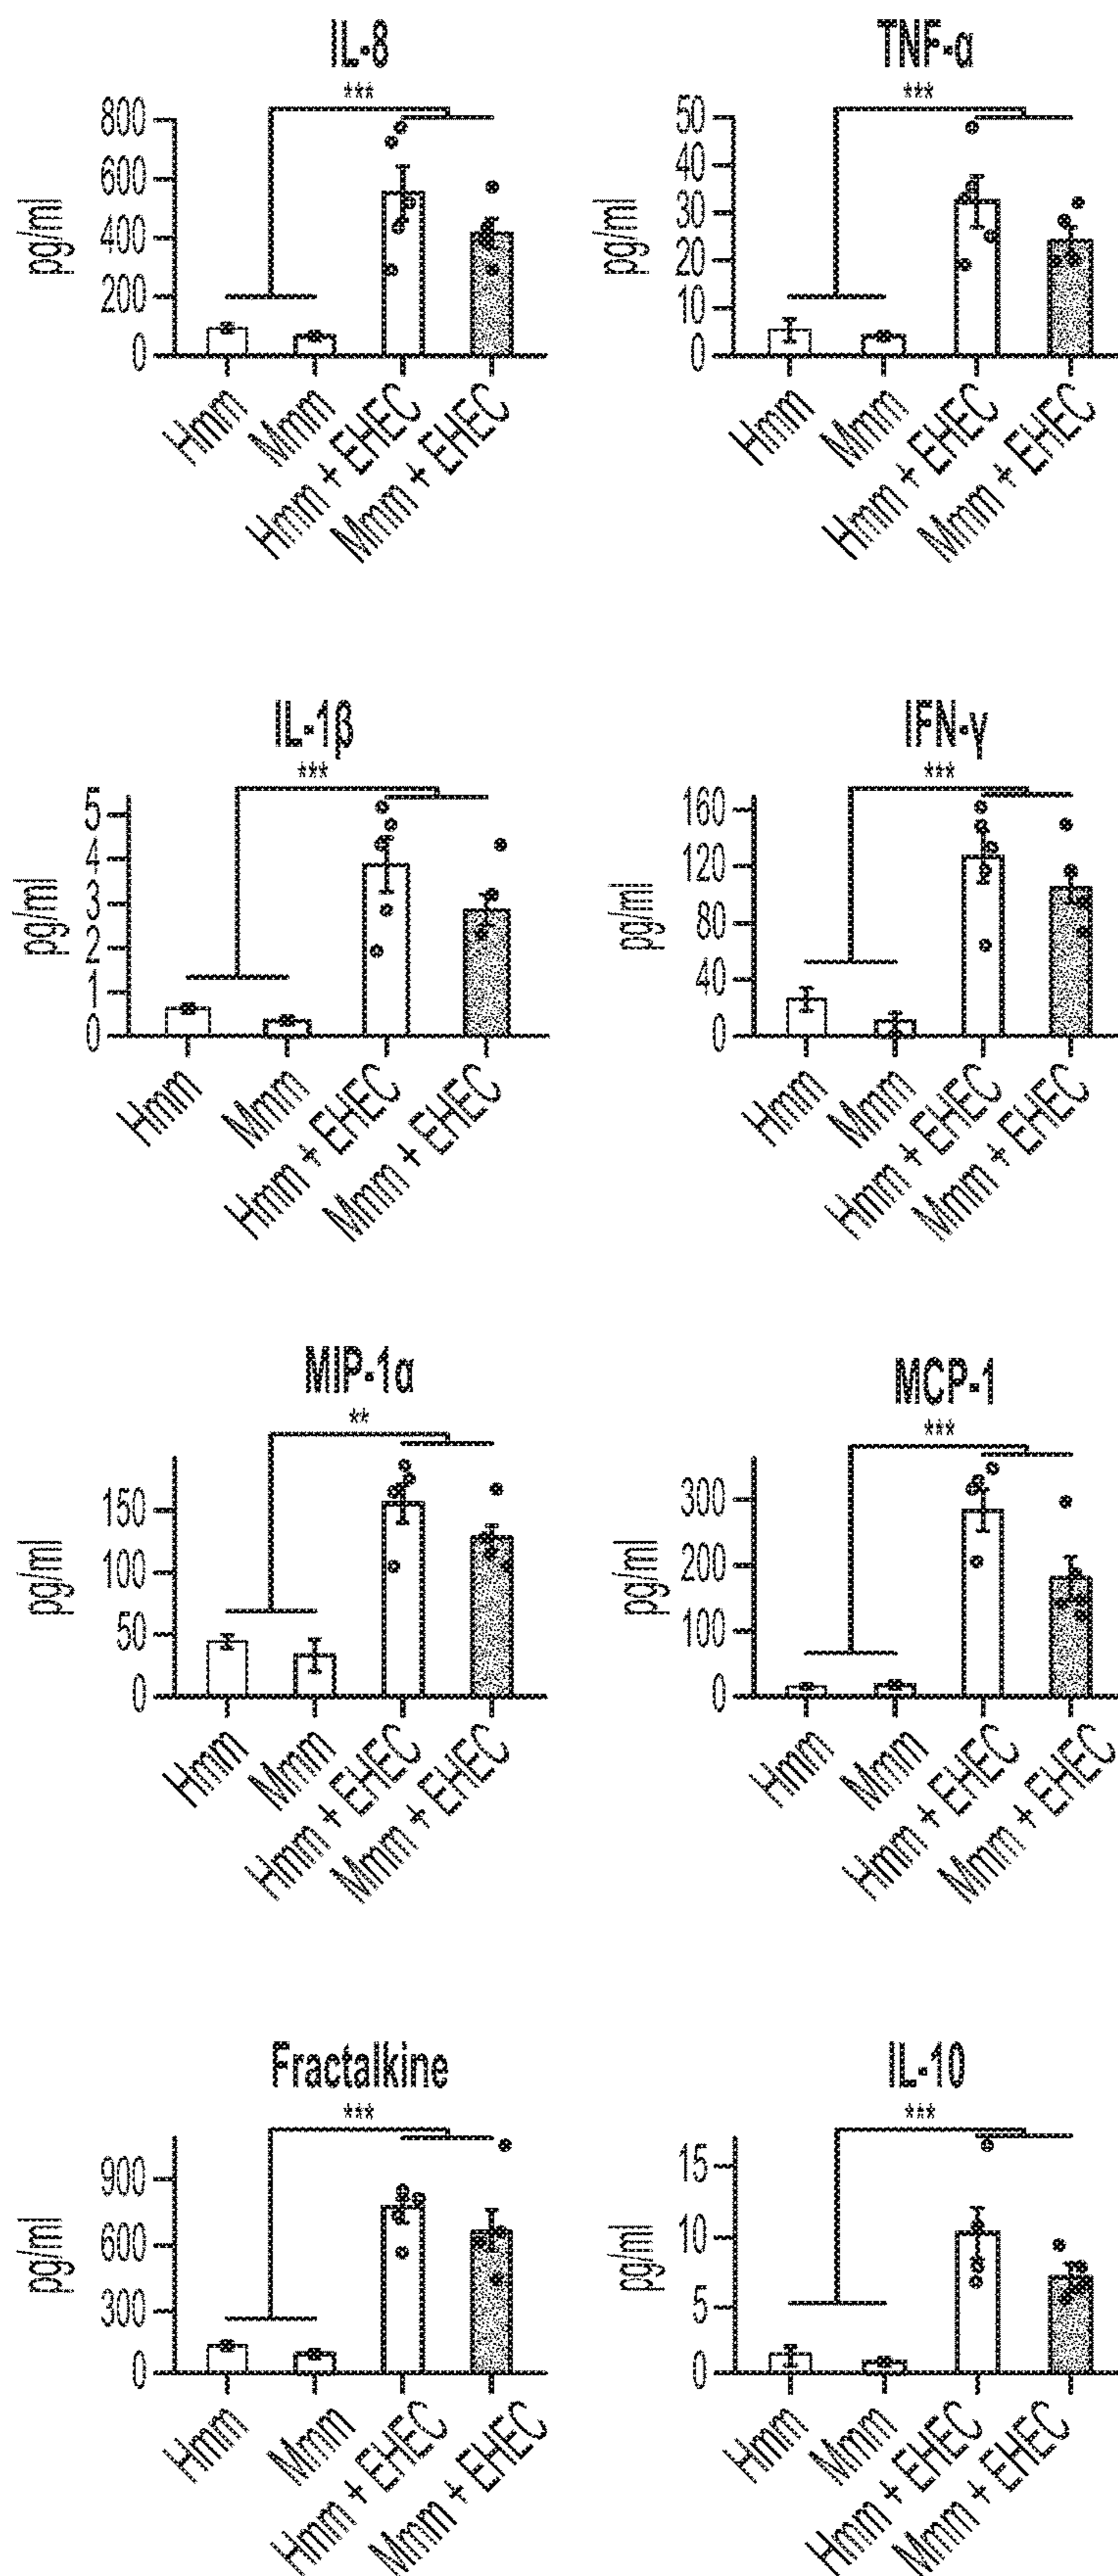 IL-8
***
pg/ml
800
600
400
200
0
Hmm
Mmm
Hmm + EHEC
Mmm + EHEC
TNF-α
***
pg/ml
50
40
30
20
10
0
Hmm
Mmm
Hmm + EHEC
Mmm + EHEC
IL-1β
***
pg/ml
5
4
3
2
1
0
Hmm
Mmm
Hmm + EHEC
Mmm + EHEC
IFN-γ
***
pg/ml
160
120
80
40
0
Hmm
Mmm
Hmm + EHEC
Mmm + EHEC
MIP-1α
**
pg/ml
150
100
50
0
Hmm
Mmm
Hmm + EHEC
Mmm + EHEC
MCP-1
***
pg/ml
300
200
100
0
Hmm
Mmm
Hmm + EHEC
Mmm + EHEC
Fractalkine
***
pg/ml
900
600
300
0
Hmm
Mmm
Hmm + EHEC
Mmm + EHEC
IL-10
***
pg/ml
15
10
5
0
Hmm
Mmm
Hmm + EHEC
Mmm + EHEC